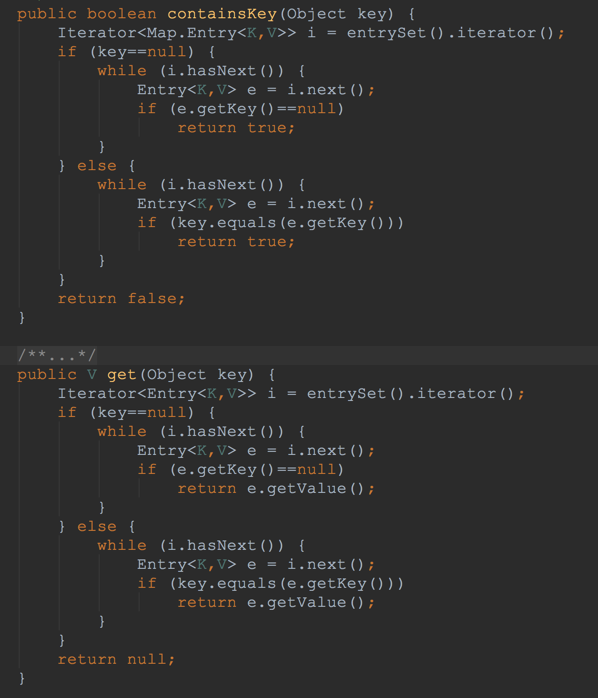 public boolean containsKey(Object key) {
    Iterator<Map.Entry<K,V>> i = entrySet().iterator();
    if (key==null) {
        while (i.hasNext()) {
            Entry<K,V> e = i.next();
            if (e.getKey()==null)
                return true;
        }
    } else {
        while (i.hasNext()) {
            Entry<K,V> e = i.next();
            if (key.equals(e.getKey()))
                return true;
        }
    }
    return false;
}
/**...*/
public V get(Object key) {
    Iterator<Entry<K,V>> i = entrySet().iterator();
    if (key==null) {
        while (i.hasNext()) {
            Entry<K,V> e = i.next();
            if (e.getKey()==null)
                return e.getValue();
        }
    } else {
        while (i.hasNext()) {
            Entry<K,V> e = i.next();
            if (key.equals(e.getKey()))
                return e.getValue();
        }
    }
    return null;
}